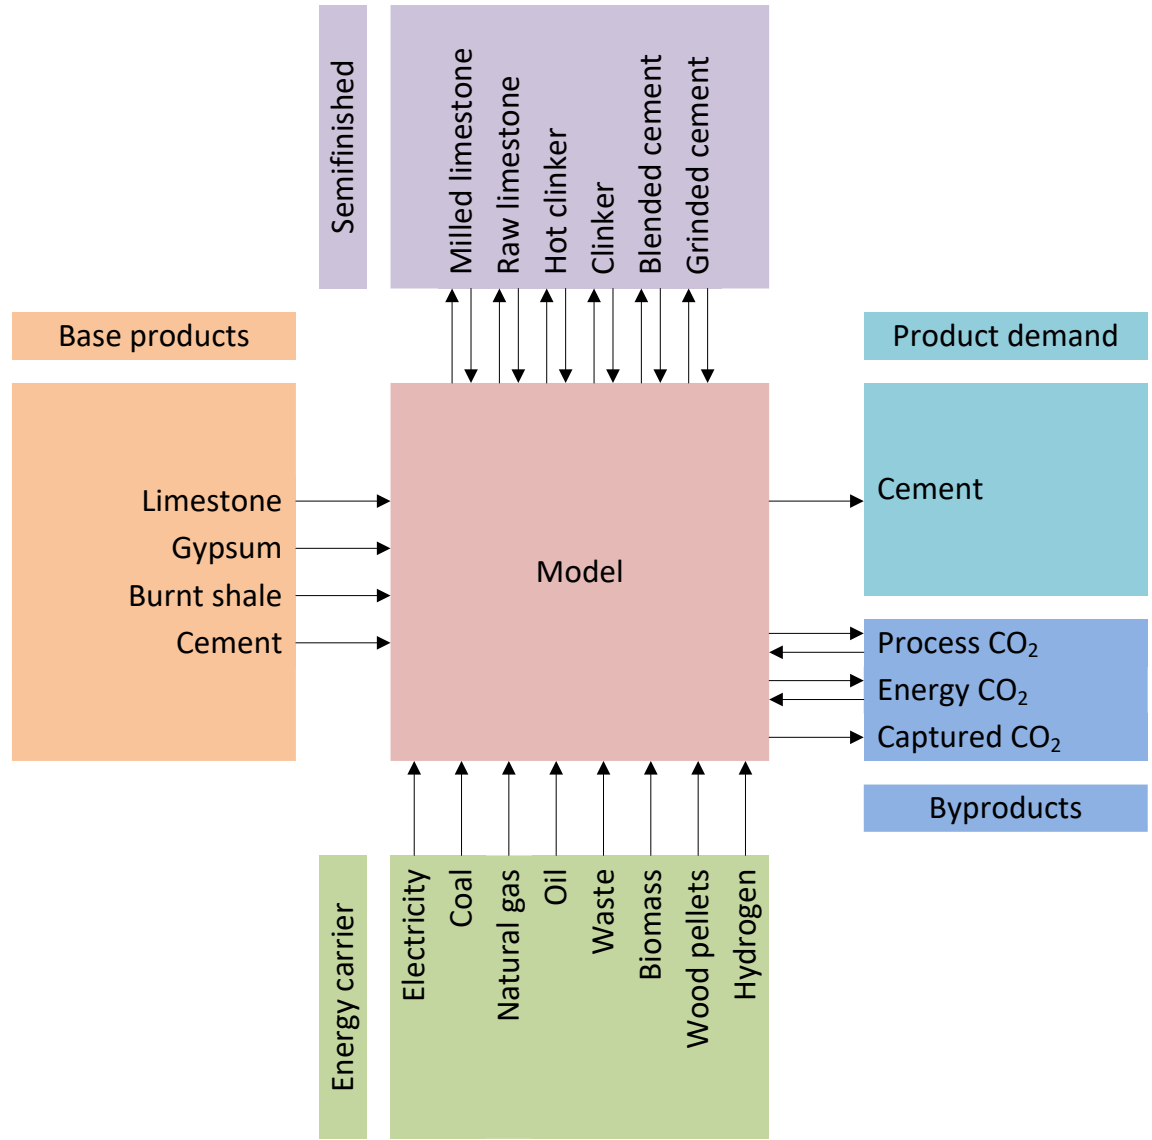 Semifinished
Milled limestone
Raw limestone
Hot clinker
Clinker
Blended cement
Grinded cement
Base products
Limestone
Gypsum
Burnt shale
Cement
Model
Product demand
Cement
Process CO₂
Energy CO₂
Captured CO₂
Byproducts
Energy carrier
Electricity
Coal
Natural gas
Oil
Waste
Biomass
Wood pellets
Hydrogen